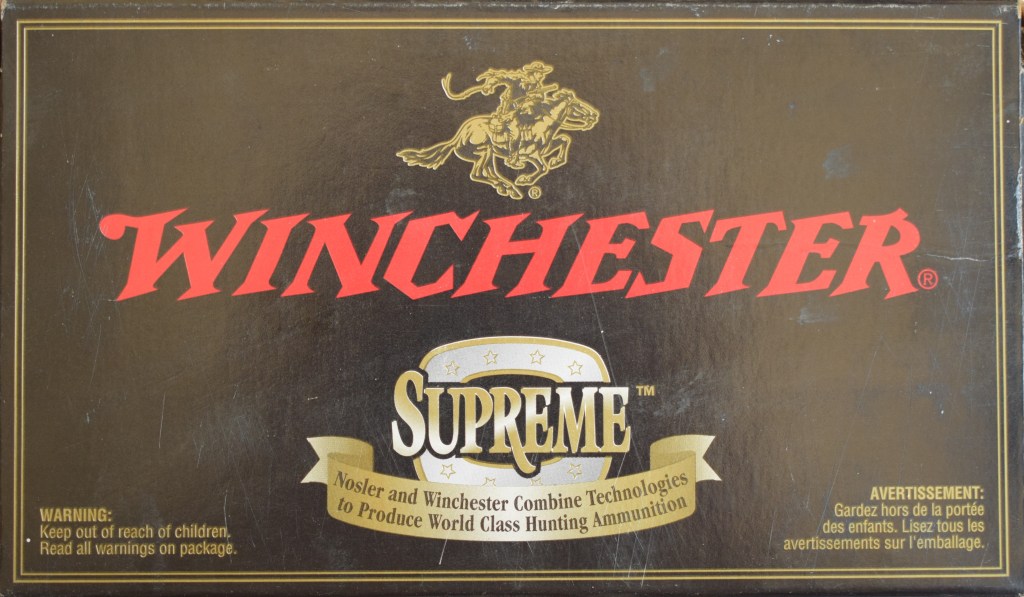 ®
WINCHESTER®
SUPREME™
Nosler and Winchester Combine Technologies
to Produce World Class Hunting Ammunition
WARNING:
Keep out of reach of children.
Read all warnings on package.
AVERTISSEMENT:
Gardez hors de la portée
des enfants. Lisez tous les
avertissements sur l'emballage.